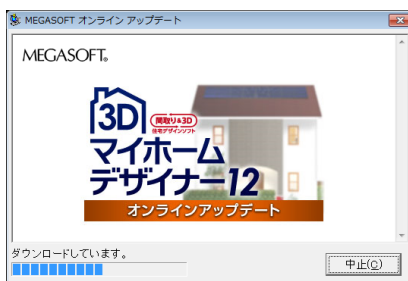 MEGASOFT オンライン アップデート
MEGASOFT®
3D
間取り&3D
住宅デザインソフト
マイホーム
デザイナー12
オンラインアップデート
ダウンロードしています。
中止(C)